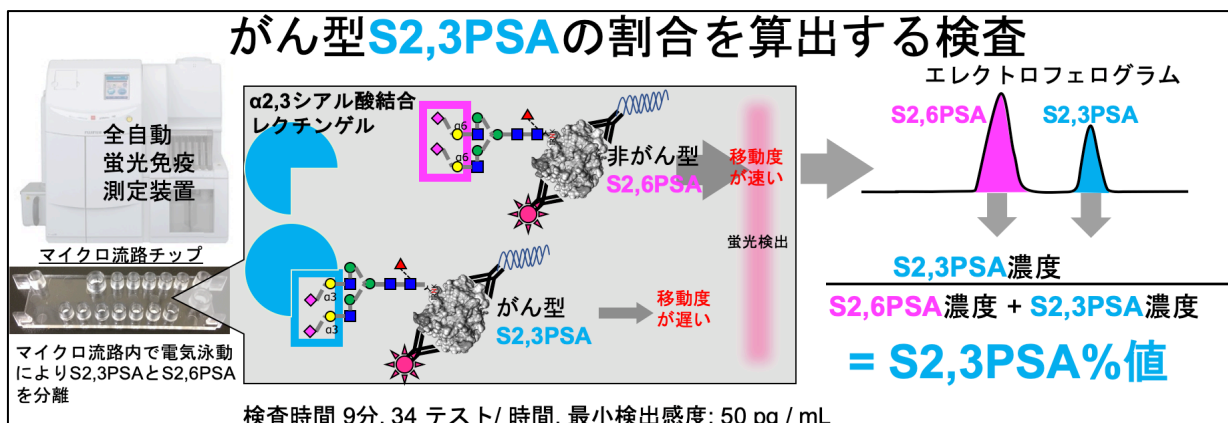 がん型S2,3PSAの割合を算出する検査
全自動
蛍光免疫
測定装置
マイクロ流路チップ
マイクロ流路内で電気泳動
によりS2,3PSAとS2,6PSA
を分離
α2,3シアル酸結合
レクチンゲル
α6
α6
非がん型
S2,6PSA
移動度
が速い
蛍光検出
α3
α3
がん型
S2,3PSA
移動度
が遅い
エレクトロフェログラム
S2,6PSA
S2,3PSA
S2,3PSA濃度
S2,6PSA濃度 + S2,3PSA濃度
= S2,3PSA%値
検査時間 9分, 34 テスト/ 時間, 最小検出感度: 50 pg / mL